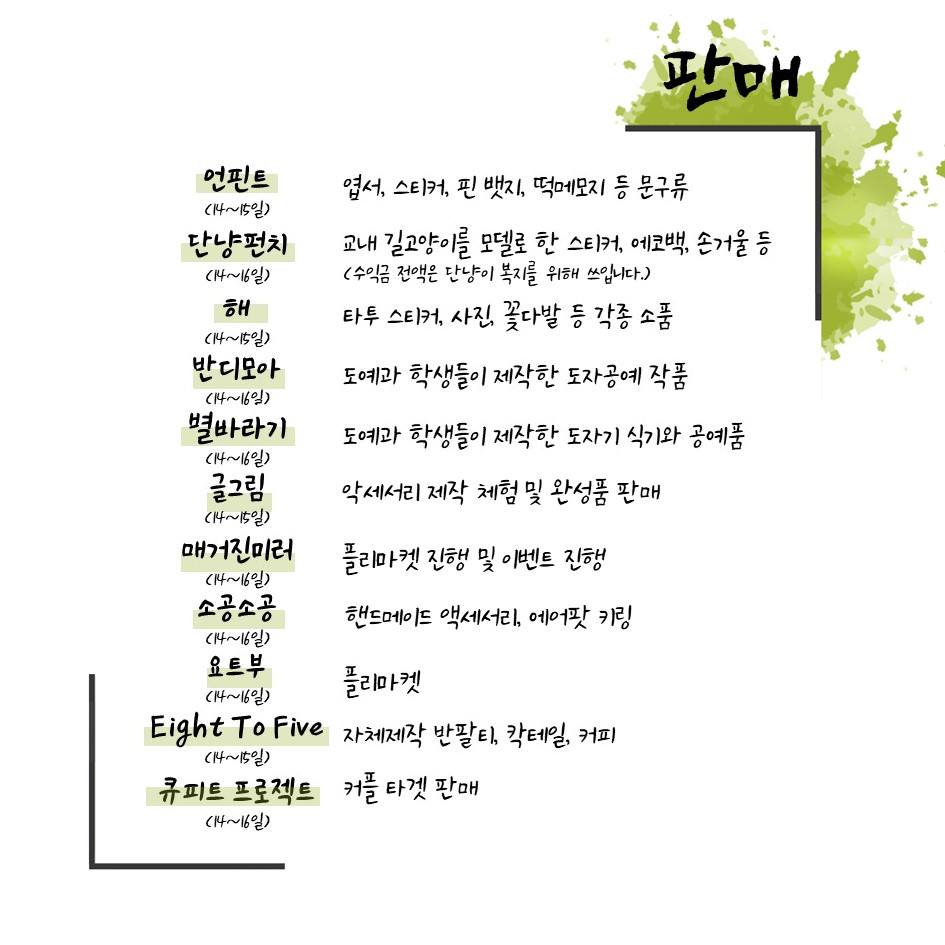 판매
언핀트
(14~15일)
엽서, 스티커, 핀 뱃지, 떡메모지 등 문구류
단냥펀치
(14~16일)
교내 길고양이를 모델로 한 스티커, 에코백, 손거울 등
(수익금 전액은 단냥이 복지를 위해 쓰입니다.)
해
(14~15일)
타투 스티커, 사진, 꽃다발 등 각종 소품
반디모아
(14~16일)
도예과 학생들이 제작한 도자공예 작품
별바라기
(14~16일)
도예과 학생들이 제작한 도자기 식기와 공예품
글그림
(14~15일)
악세서리 제작 체험 및 완성품 판매
매거진미러
(14~16일)
플리마켓 진행 및 이벤트 진행
소공소공
(14~16일)
핸드메이드 액세서리, 에어팟 키링
요트부
(14~16일)
플리마켓
Eight To Five
(14~15일)
자체제작 반팔티, 칵테일, 커피
큐피트 프로젝트
(14~16일)
커플 타겟 판매